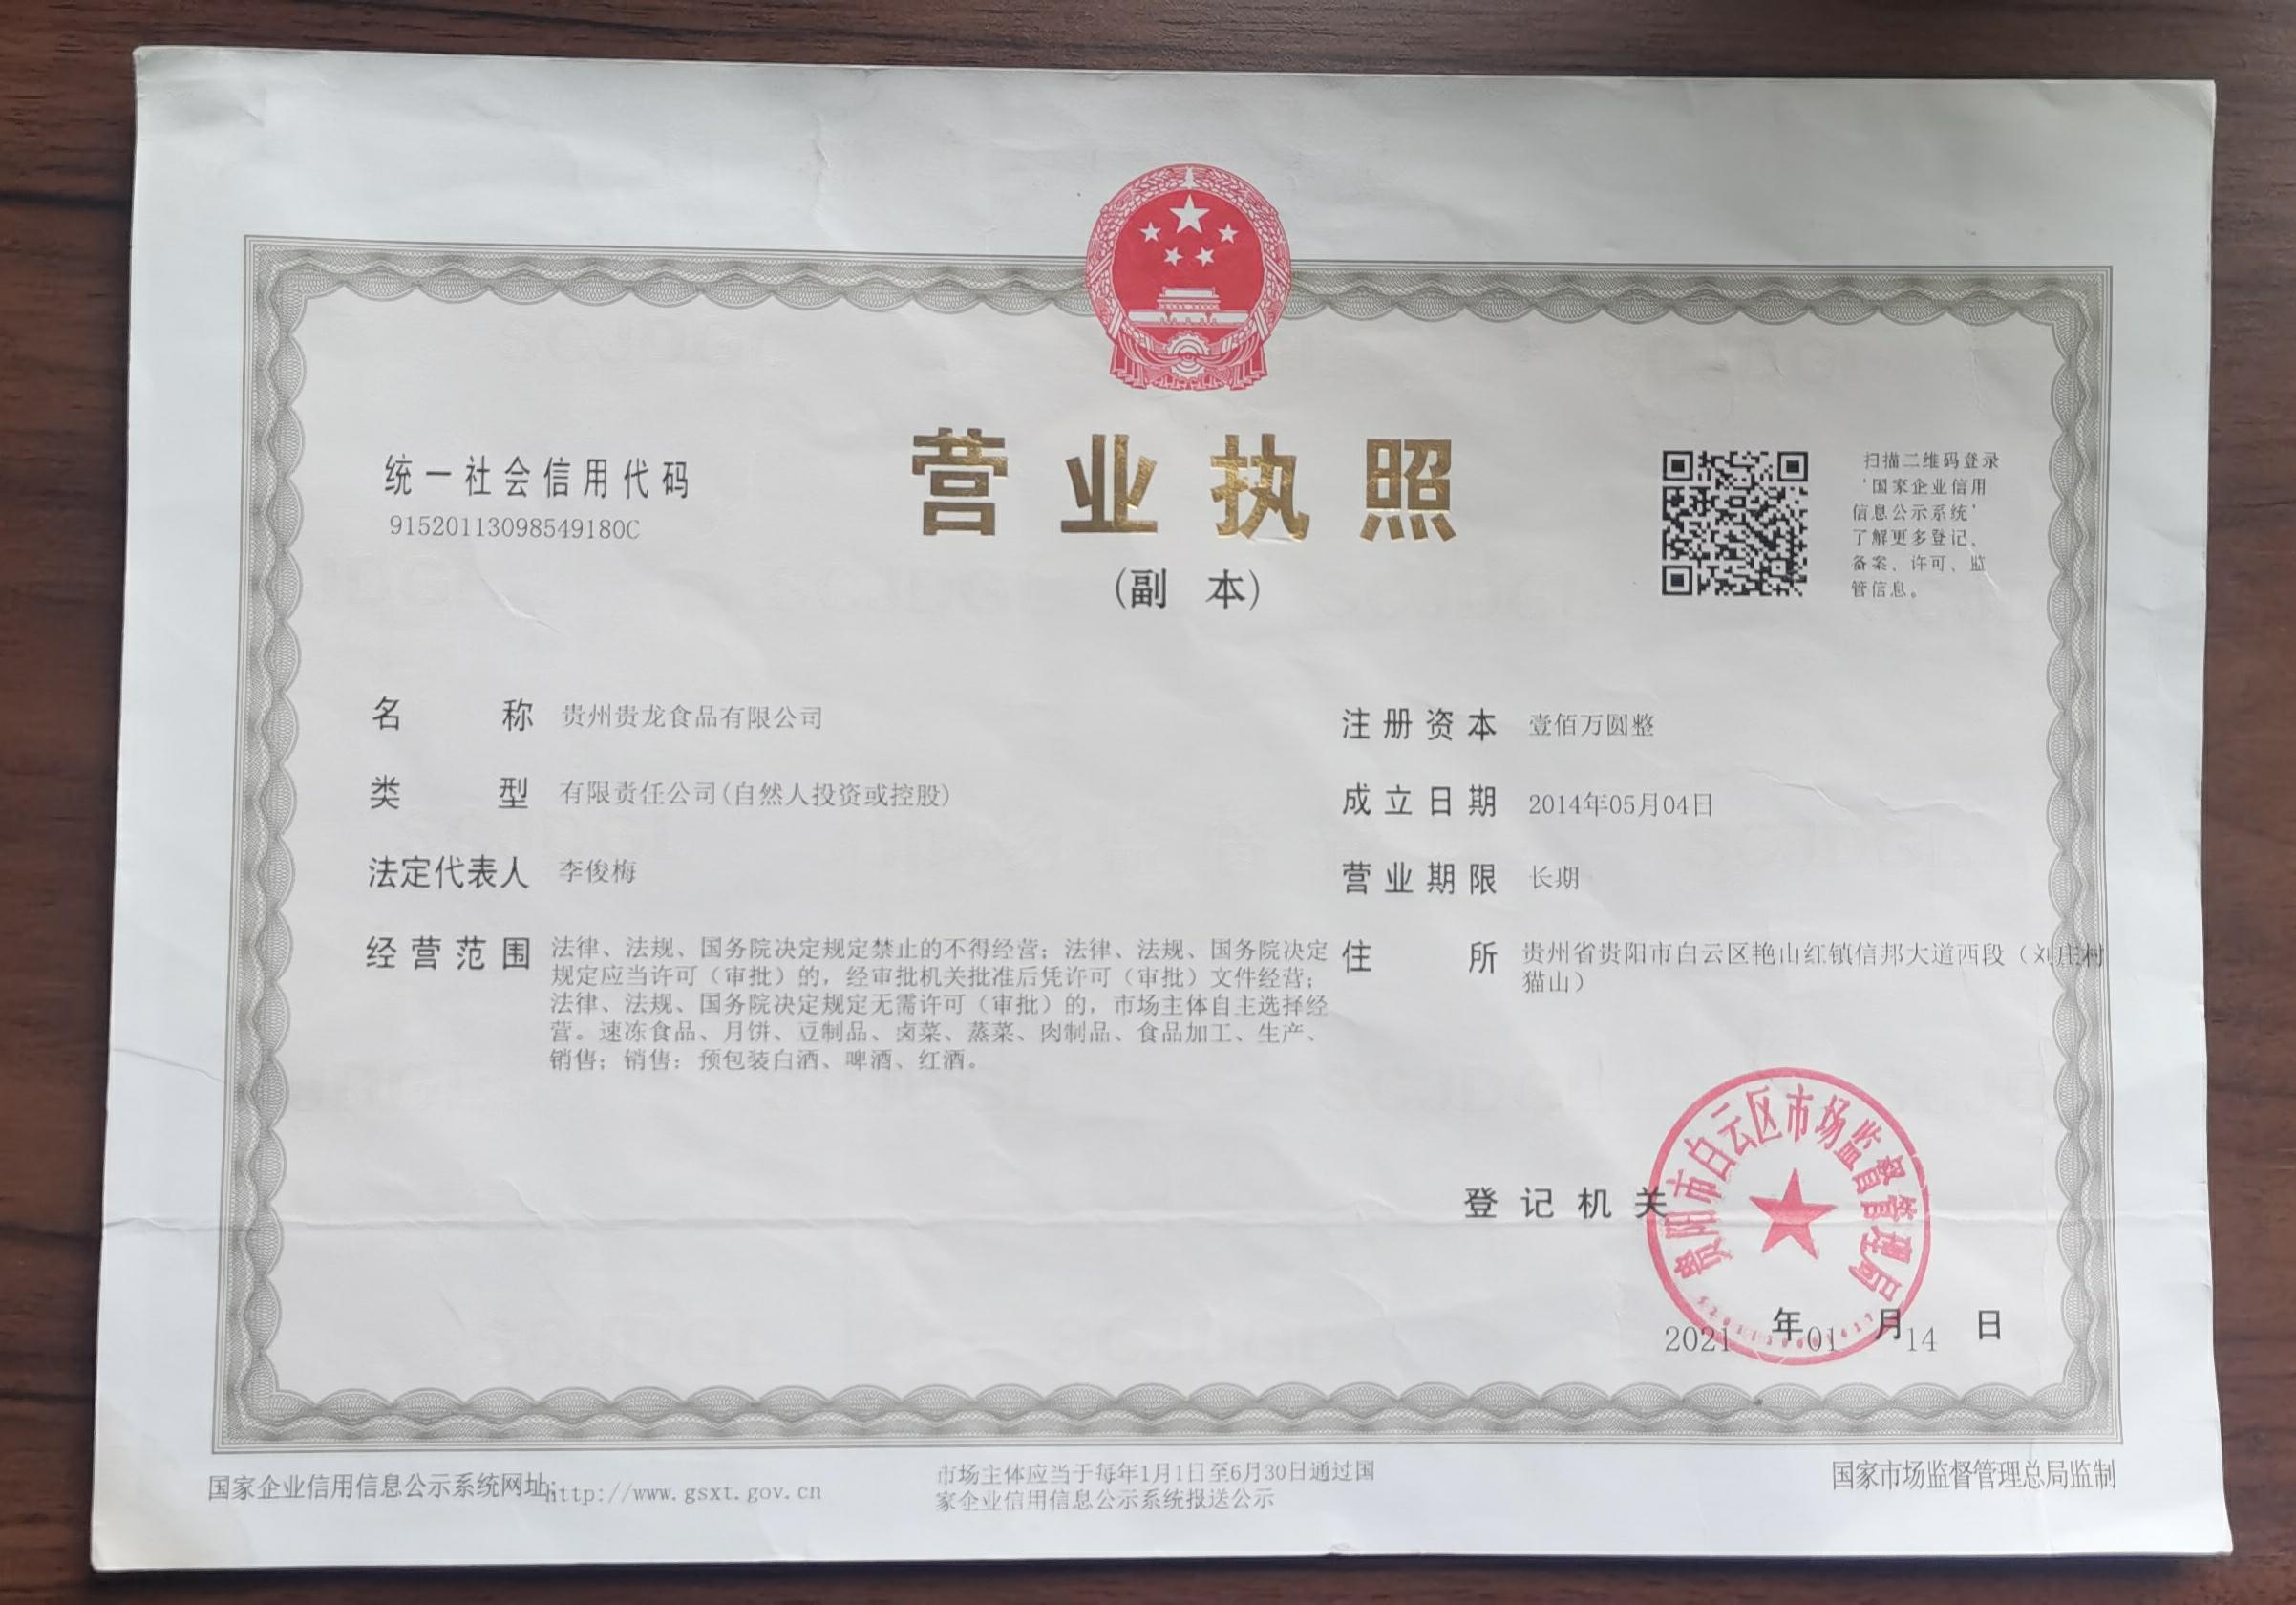 营业执照
(副 本)
统一社会信用代码
91520113098549180C
扫描二维码登录
'国家企业信用
信息公示系统'
了解更多登记、
备案、许可、监
管信息。
名 称 贵州贵龙食品有限公司
类 型 有限责任公司(自然人投资或控股)
法定代表人 李俊梅
经营范围 法律、法规、国务院决定规定禁止的不得经营；法律、法规、国务院决定
规定应当许可（审批）的，经审批机关批准后凭许可（审批）文件经营；
法律、法规、国务院决定规定无需许可（审批）的，市场主体自主选择经
营。速冻食品、月饼、豆制品、卤菜、蒸菜、肉制品、食品加工、生产、
销售；销售：预包装白酒、啤酒、红酒。
注册资本 壹佰万圆整
成立日期 2014年05月04日
营业期限 长期
住 所 贵州省贵阳市白云区艳山红镇信邦大道西段（刘庄村
猫山）
登记机关
贵阳市白云区市场监督管理局
2021年01月14日
国家企业信用信息公示系统网址:http://www.gsxt.gov.cn
市场主体应当于每年1月1日至6月30日通过国
家企业信用信息公示系统报送公示
国家市场监督管理总局监制